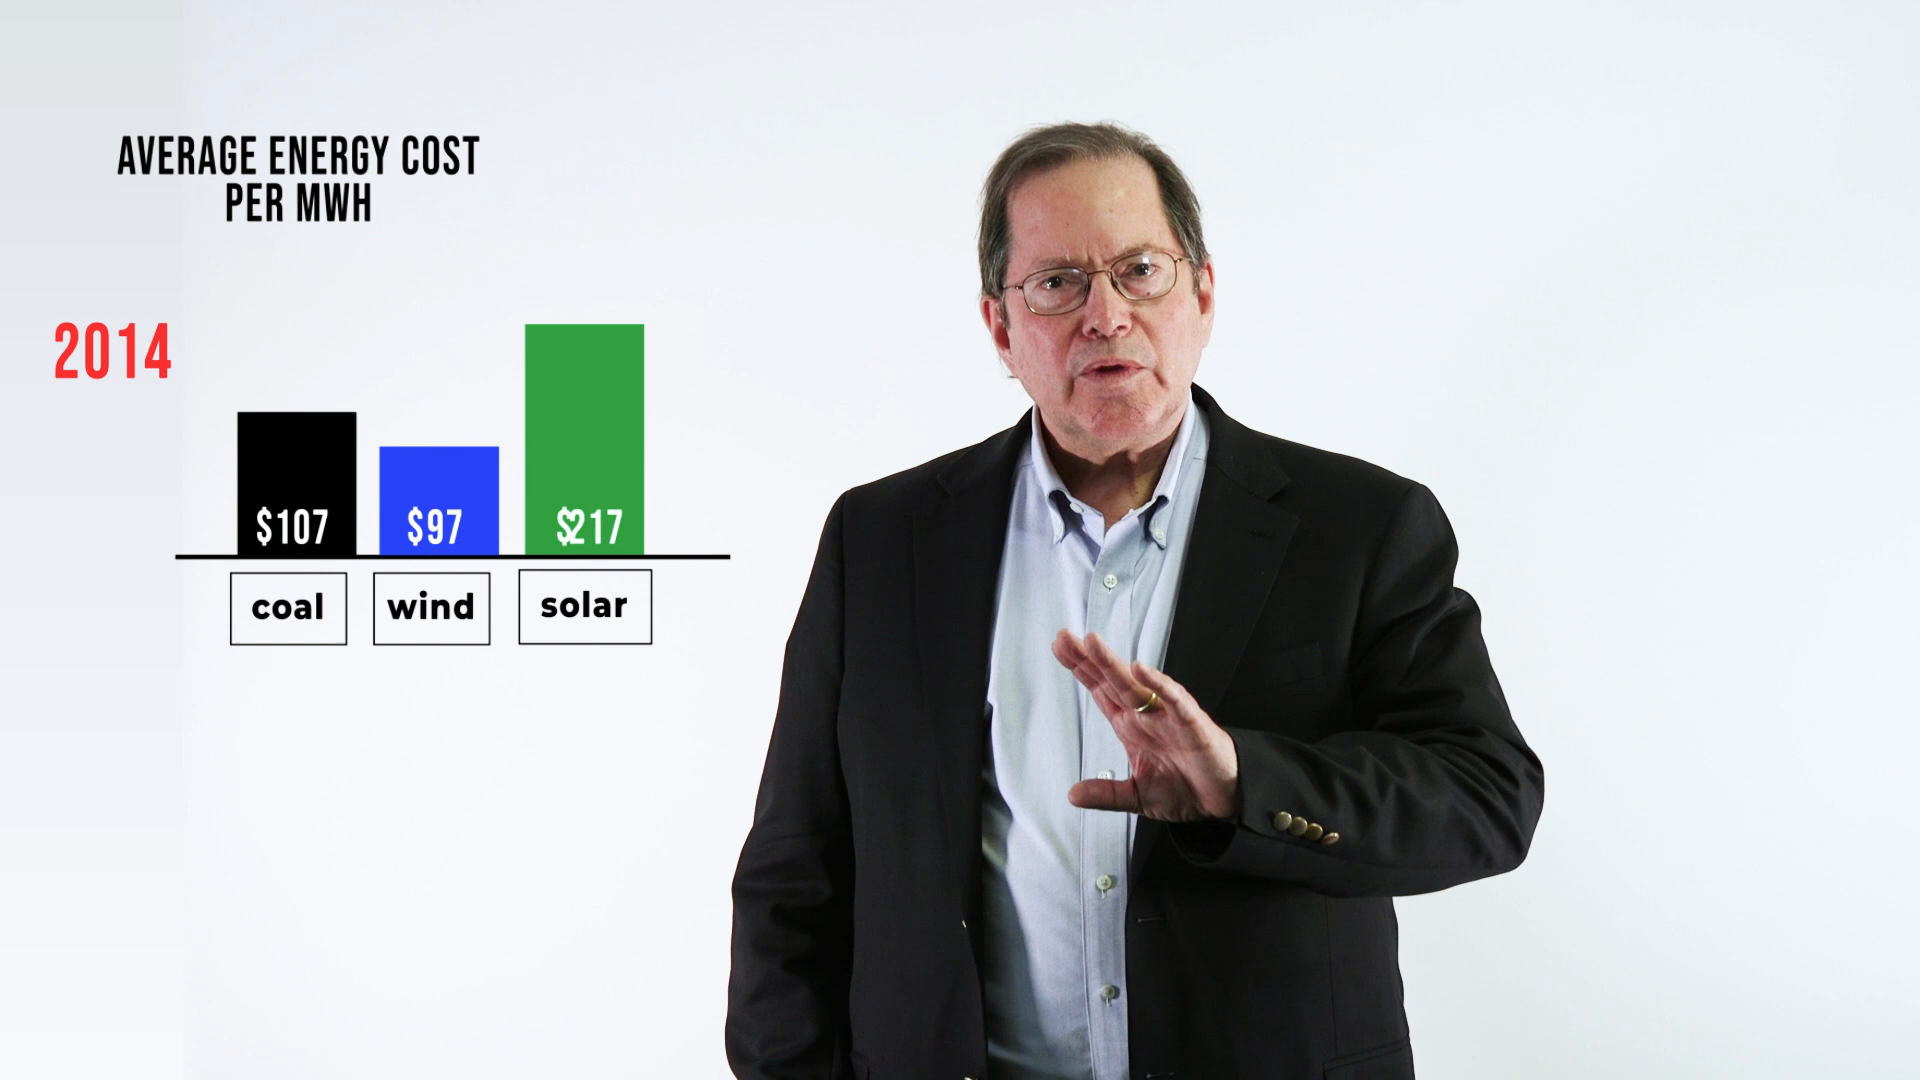 AVERAGE ENERGY COST
PER MWH
2014
$107
$97
$217
coal
wind
solar